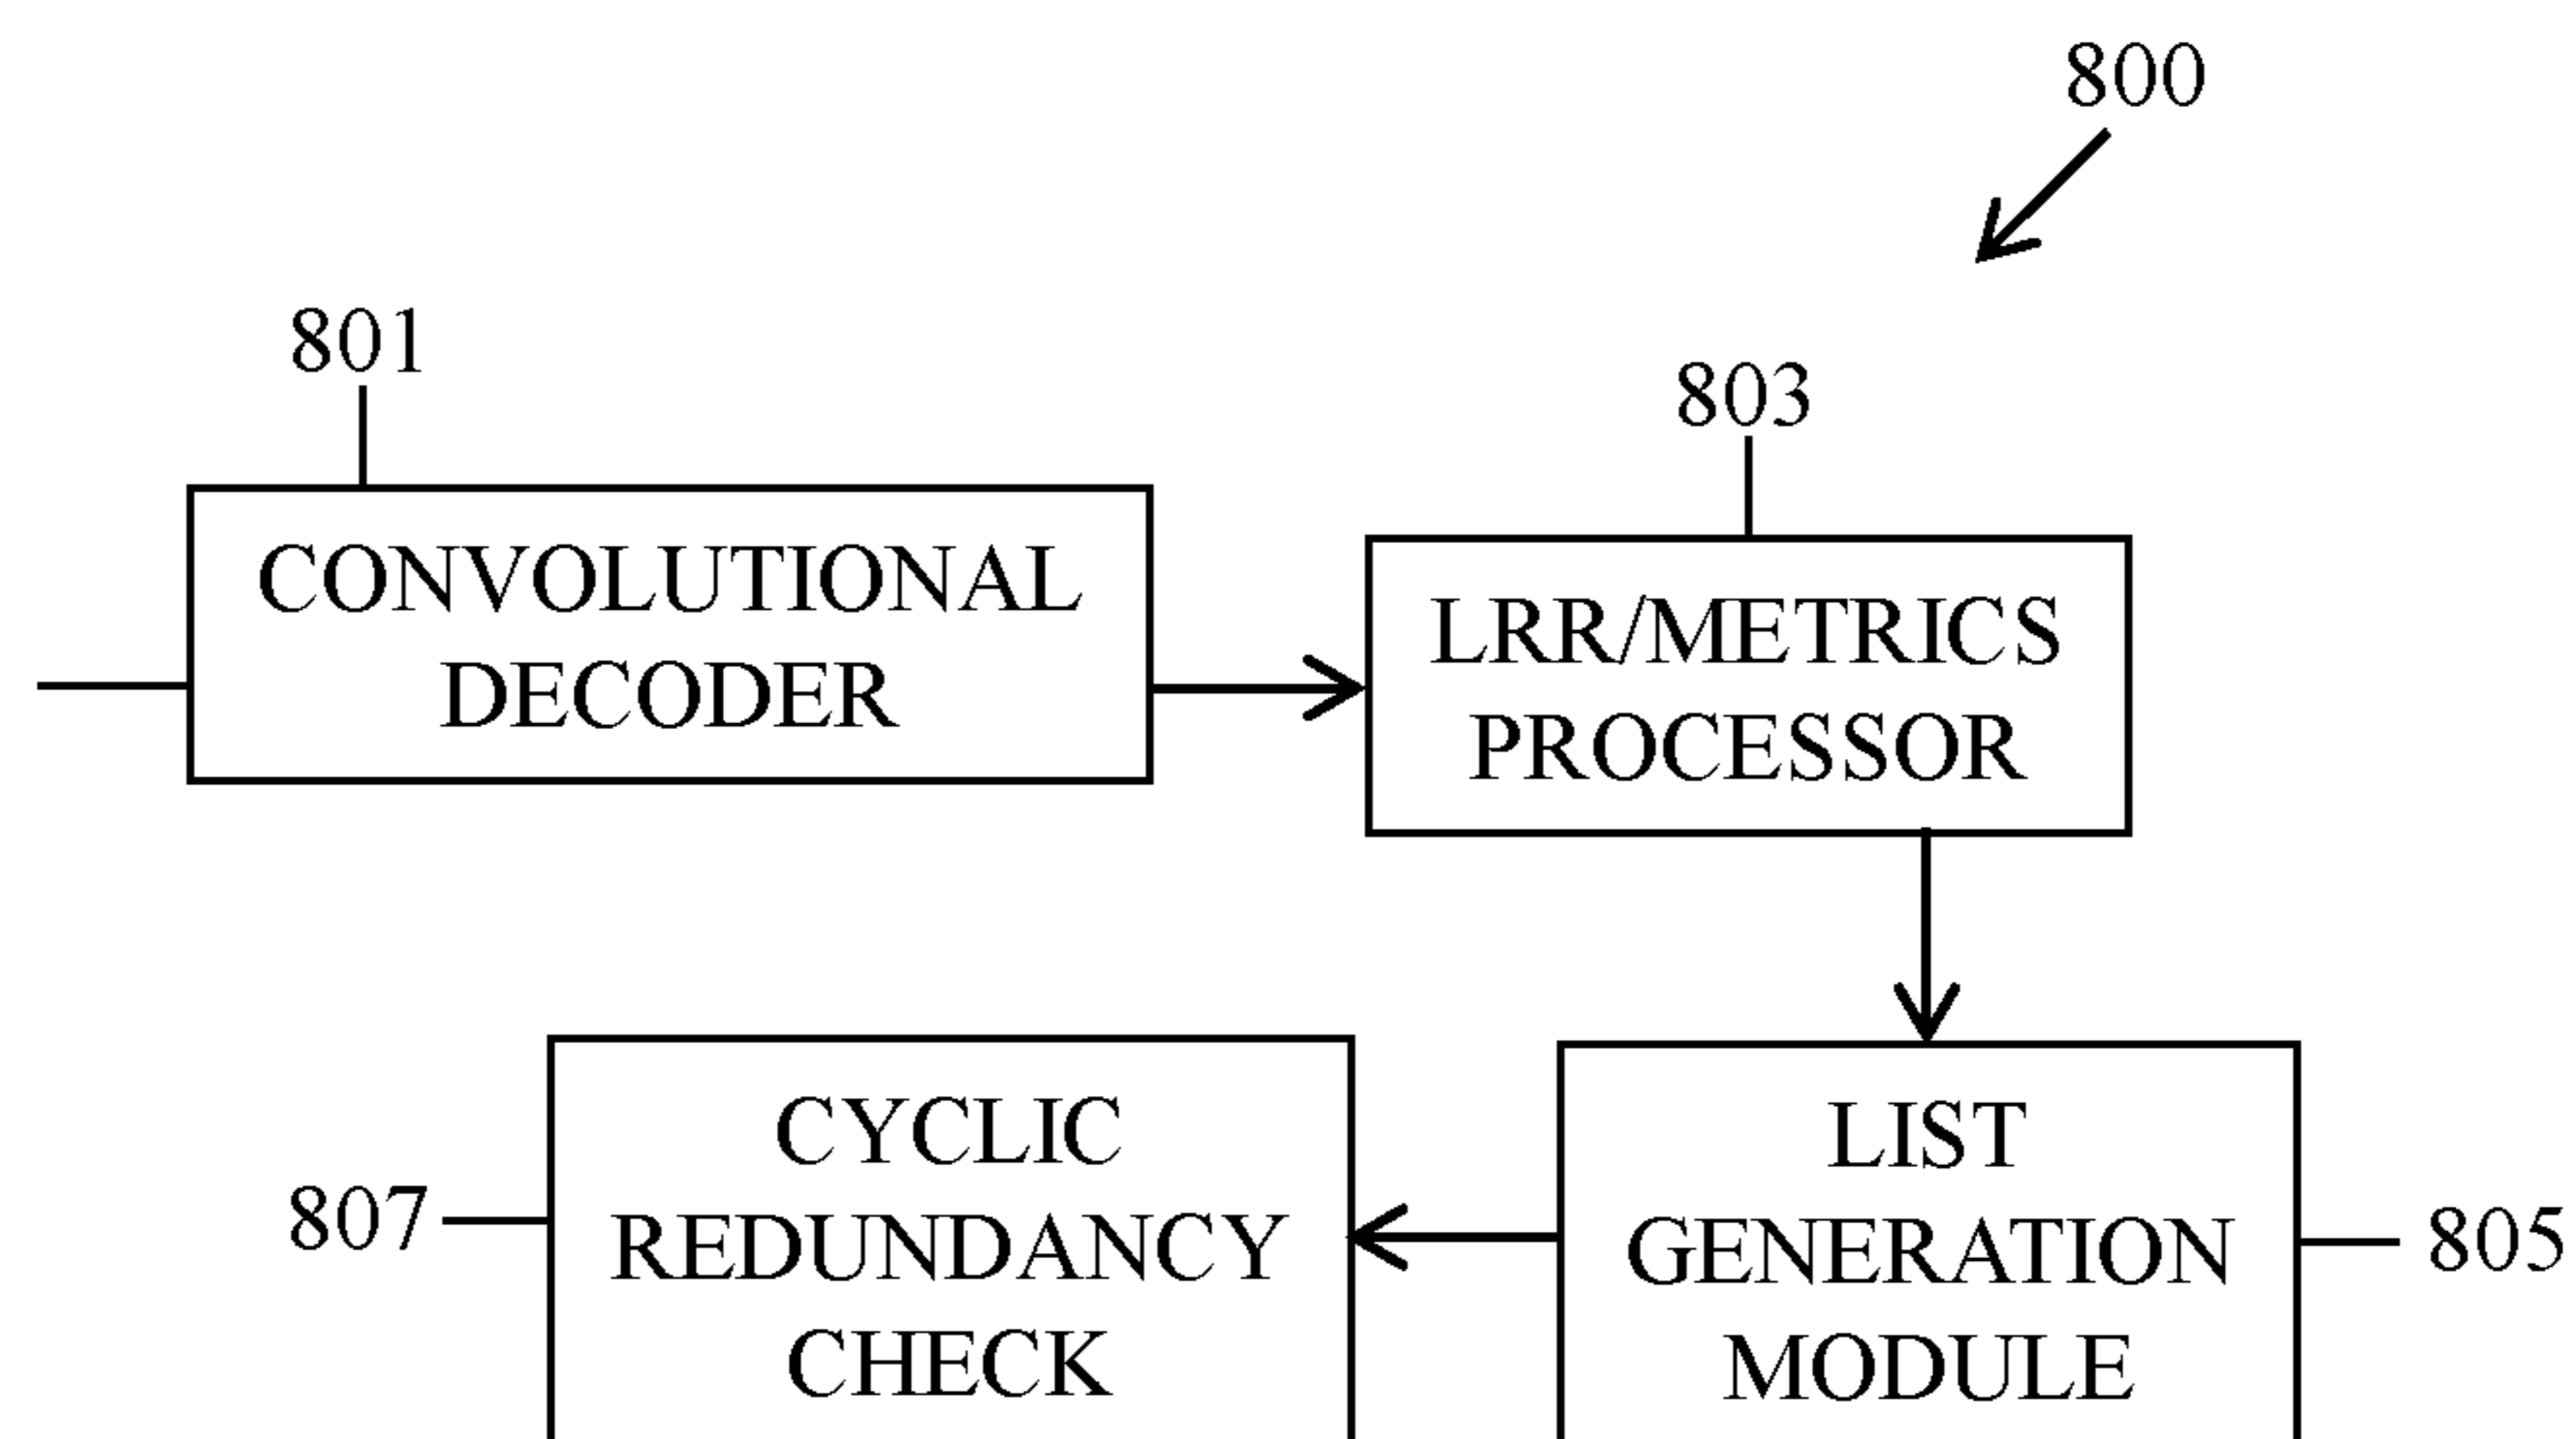 800
801
CONVOLUTIONAL
DECODER
803
LRR/METRICS
PROCESSOR
807
CYCLIC
REDUNDANCY
CHECK
LIST
GENERATION
MODULE
805